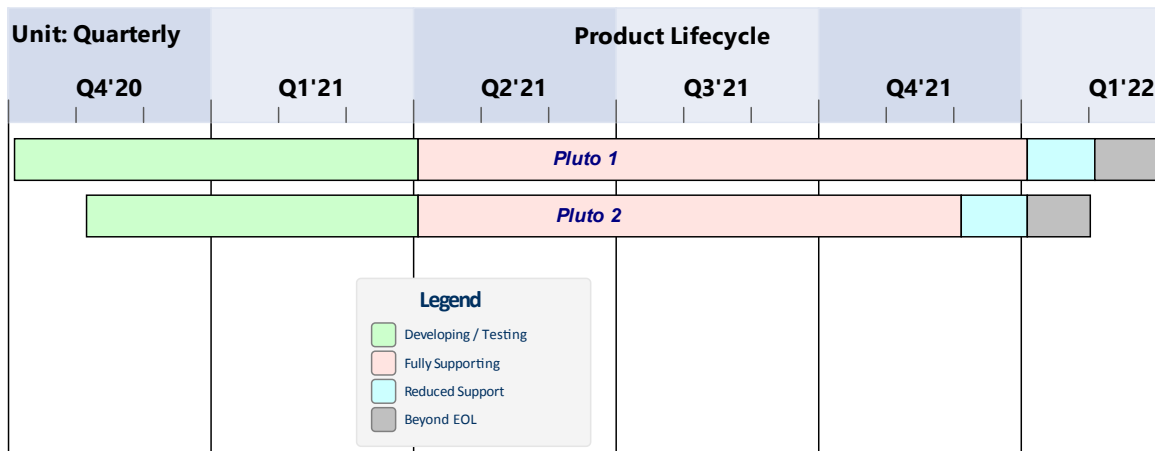 Unit: Quarterly
Product Lifecycle
Q4'20 Q1'21 Q2'21 Q3'21 Q4'21 Q1'22
Pluto 1
Pluto 2
Legend
Developing / Testing
Fully Supporting
Reduced Support
Beyond EOL